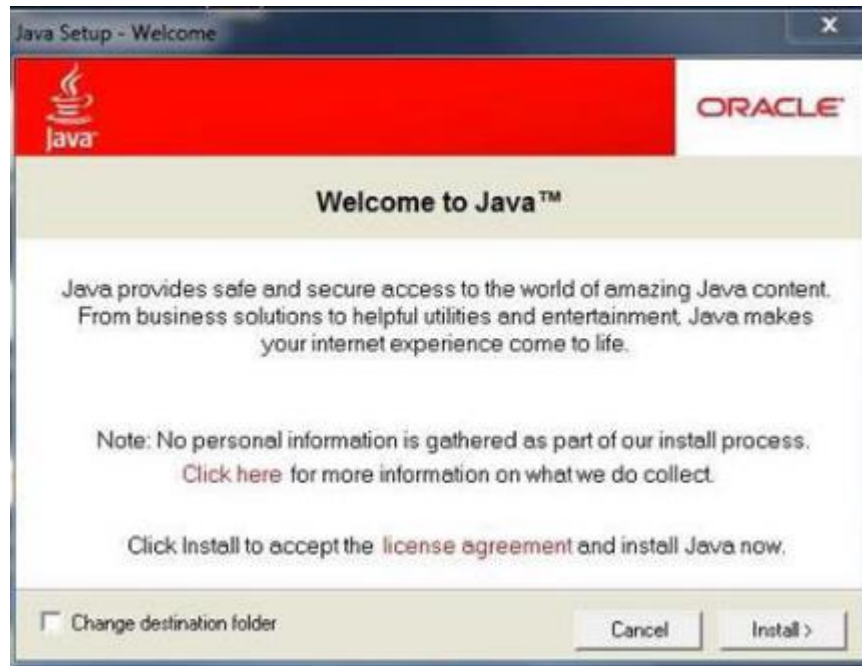 Java Setup - Welcome
x
Java™
ORACLE®
Welcome to Java™
Java provides safe and secure access to the world of amazing Java content.
From business solutions to helpful utilities and entertainment, Java makes
your internet experience come to life.
Note: No personal information is gathered as part of our install process.
Click here for more information on what we do collect.
Click Install to accept the license agreement and install Java now.
Change destination folder
Cancel
Install >